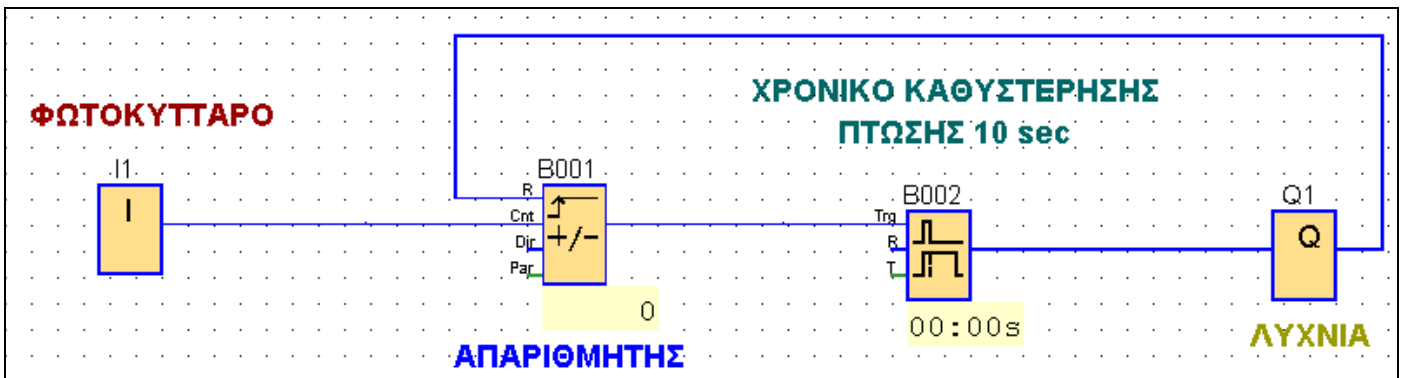 ΦΩΤΟΚΥΤΤΑΡΟ
ΧΡΟΝΙΚΟ ΚΑΘΥΣΤΕΡΗΣΗΣ
ΠΤΩΣΗΣ 10 sec
I1
I
B001
R
Cnt
Dir
Par
+/-
0
ΑΠΑΡΙΘΜΗΤΗΣ
B002
Trg
R
T
00:00s
Q1
Q
ΛΥΧΝΙΑ